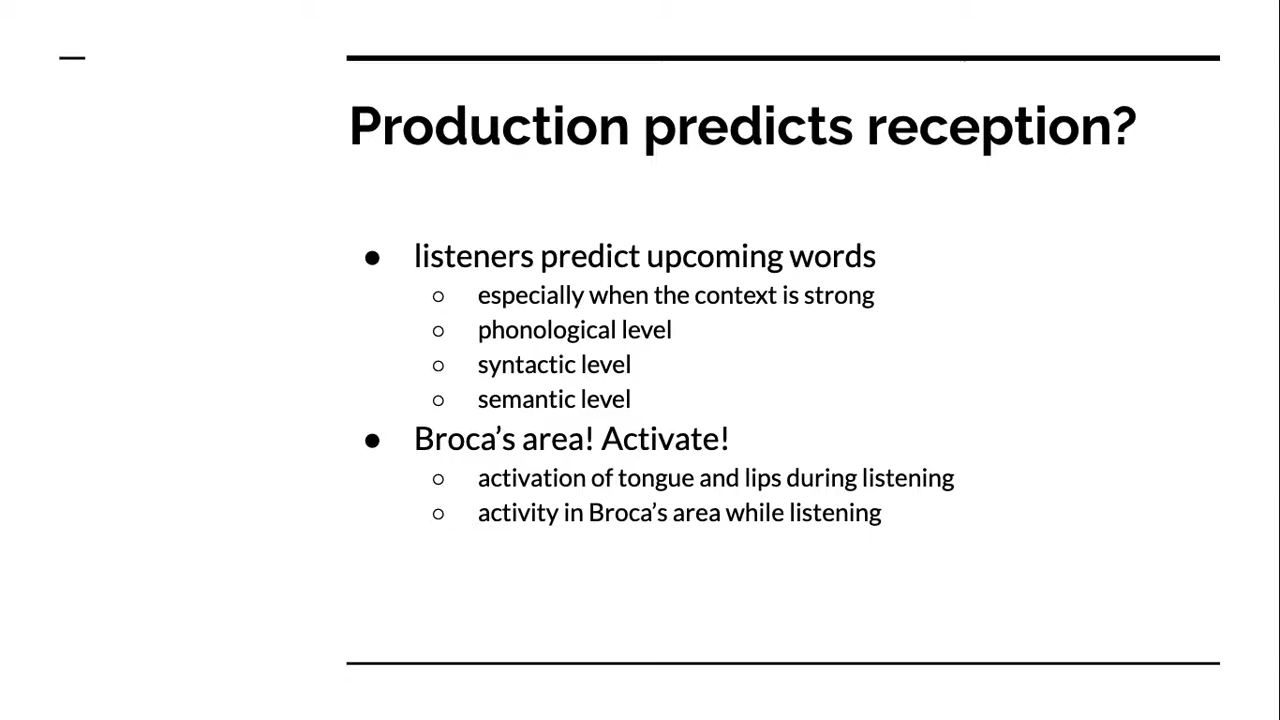 Production predicts reception?
● listeners predict upcoming words
○ especially when the context is strong
○ phonological level
○ syntactic level
○ semantic level
● Broca’s area! Activate!
○ activation of tongue and lips during listening
○ activity in Broca’s area while listening